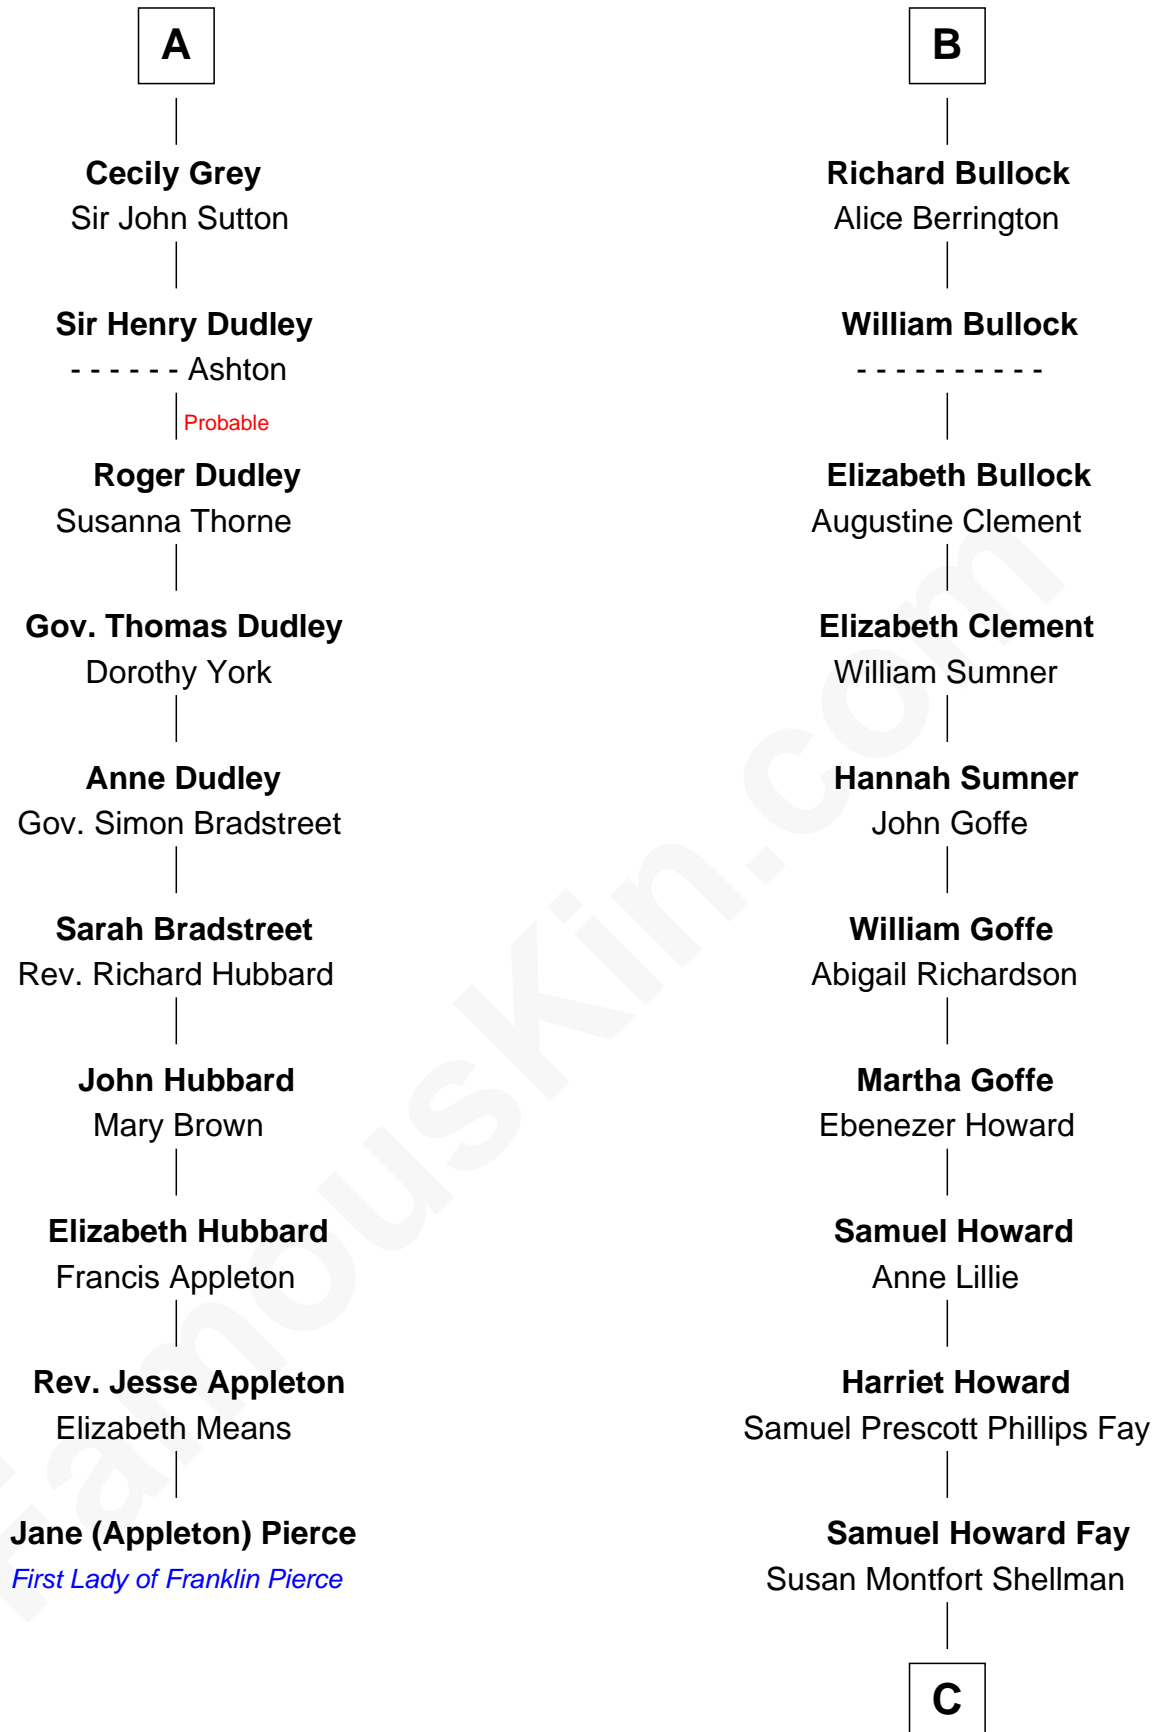 A
Cecily Grey
Sir John Sutton
Sir Henry Dudley
- - - - - - Ashton
Probable
Roger Dudley
Susanna Thorne
Gov. Thomas Dudley
Dorothy York
Anne Dudley
Gov. Simon Bradstreet
Sarah Bradstreet
Rev. Richard Hubbard
John Hubbard
Mary Brown
Elizabeth Hubbard
Francis Appleton
Rev. Jesse Appleton
Elizabeth Means
Jane (Appleton) Pierce
First Lady of Franklin Pierce
B
Richard Bullock
Alice Berrington
William Bullock
- - - - - - - - - -
Elizabeth Bullock
Augustine Clement
Elizabeth Clement
William Sumner
Hannah Sumner
John Goffe
William Goffe
Abigail Richardson
Martha Goffe
Ebenezer Howard
Samuel Howard
Anne Lillie
Harriet Howard
Samuel Prescott Phillips Fay
Samuel Howard Fay
Susan Montfort Shellman
C
FamousKin.com